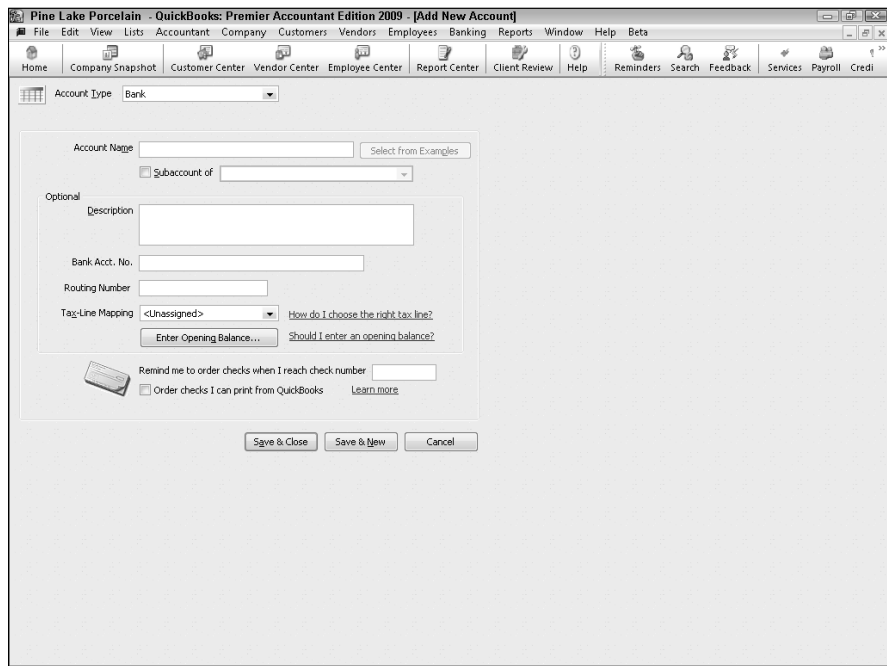 Pine Lake Porcelain - QuickBooks: Premier Accountant Edition 2009 - [Add New Account]
File Edit View Lists Accountant Company Customers Vendors Employees Banking Reports Window Help Beta
Home Company Snapshot Customer Center Vendor Center Employee Center Report Center Client Review Help Reminders Search Feedback Services Payroll Credi
Account Type Bank
Account Name Select from Examples
Subaccount of
Optional
Description
Bank Acct. No.
Routing Number
Tax-Line Mapping <Unassigned> How do I choose the right tax line?
Enter Opening Balance... Should I enter an opening balance?
Remind me to order checks when I reach check number
Order checks I can print from QuickBooks Learn more
Save & Close Save & New Cancel